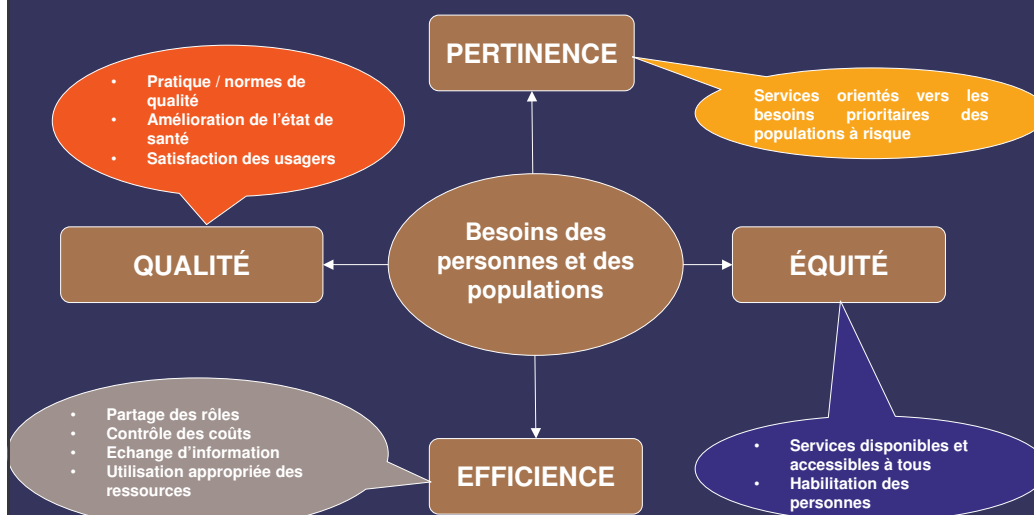 PERTINENCE
• Pratique / normes de
qualité
• Amélioration de l'état de
santé
• Satisfaction des usagers
Services orientés vers les
besoins prioritaires des
populations à risque
Besoins des
personnes et des
populations
QUALITÉ
ÉQUITÉ
• Partage des rôles
• Contrôle des coûts
• Echange d'information
• Utilisation appropriée des
ressources
EFFICIENCE
• Services disponibles et
accessibles à tous
• Habilitation des
personnes